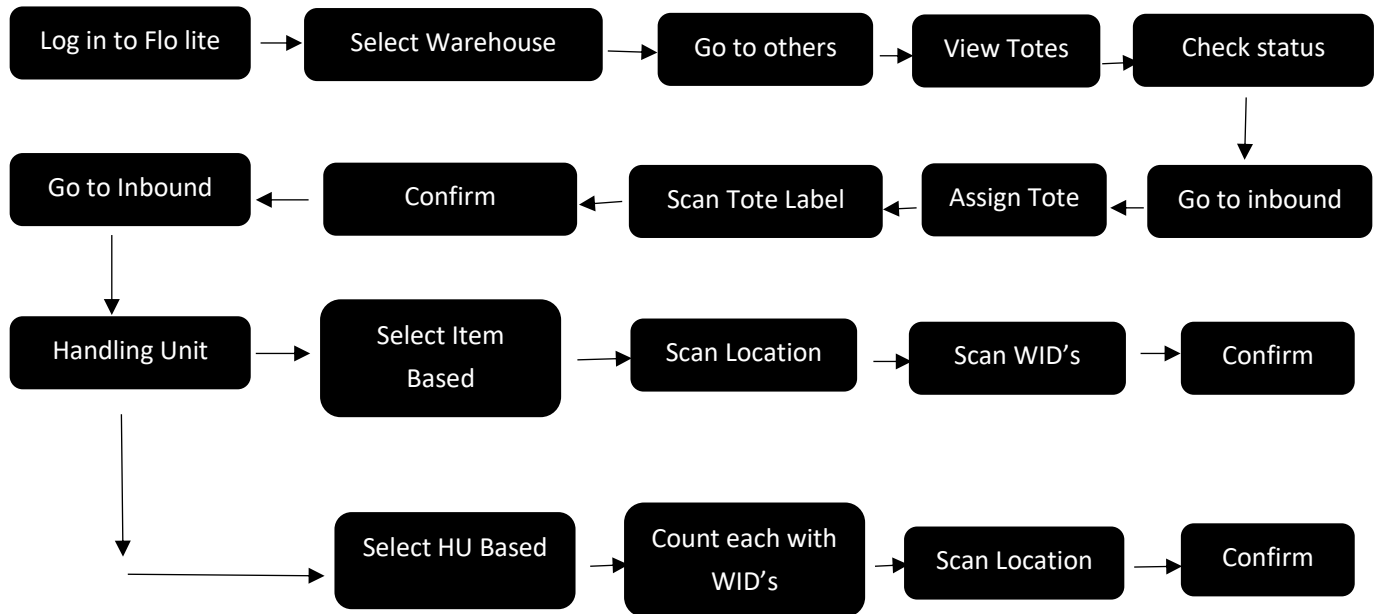 Log in to Flo lite
Select Warehouse
Go to others
View Totes
Check status
Go to Inbound
Confirm
Scan Tote Label
Assign Tote
Go to inbound
Handling Unit
Select Item
Based
Scan Location
Scan WID’s
Confirm
Select HU Based
Count each with
WID’s
Scan Location
Confirm